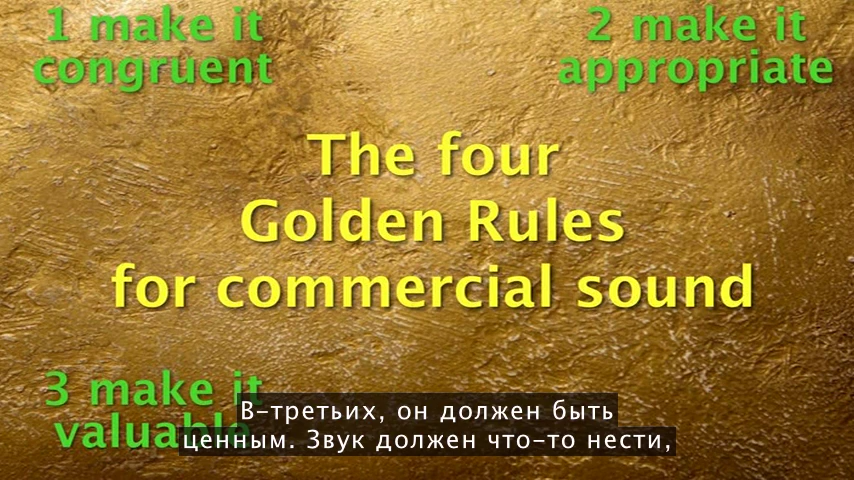 1 make it
congruent
2 make it
appropriate
The four
Golden Rules
for commercial sound
3 make it
valuable
В-третьих, он должен быть
ценным. Звук должен что-то нести,